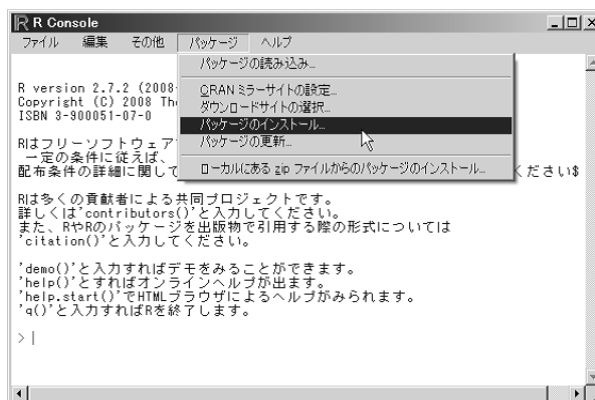 R Console
ファイル 編集 その他 パッケージ ヘルプ
パッケージの読み込み...
CRAN ミラーサイトの設定...
ダウンロードサイトの選択...
パッケージのインストール...
パッケージの更新...
ローカルにある zip ファイルからのパッケージのインストール...
R version 2.7.2 (2008-
Copyright (C) 2008 The
ISBN 3-900051-07-0
Rはフリーソフトウェア
一定の条件に従えば、
配布条件の詳細に関して
ください$
Rは多くの貢献者による共同プロジェクトです。
詳しくは'contributors()'と入力してください。
また、RやRのパッケージを出版物で引用する際の形式については
'citation()'と入力してください。
'demo()'と入力すればデモをみることができます。
'help()'とすればオンラインヘルプが出ます。
'help.start()'でHTMLブラウザによるヘルプがみられます。
'q()'と入力すればRを終了します。
> |